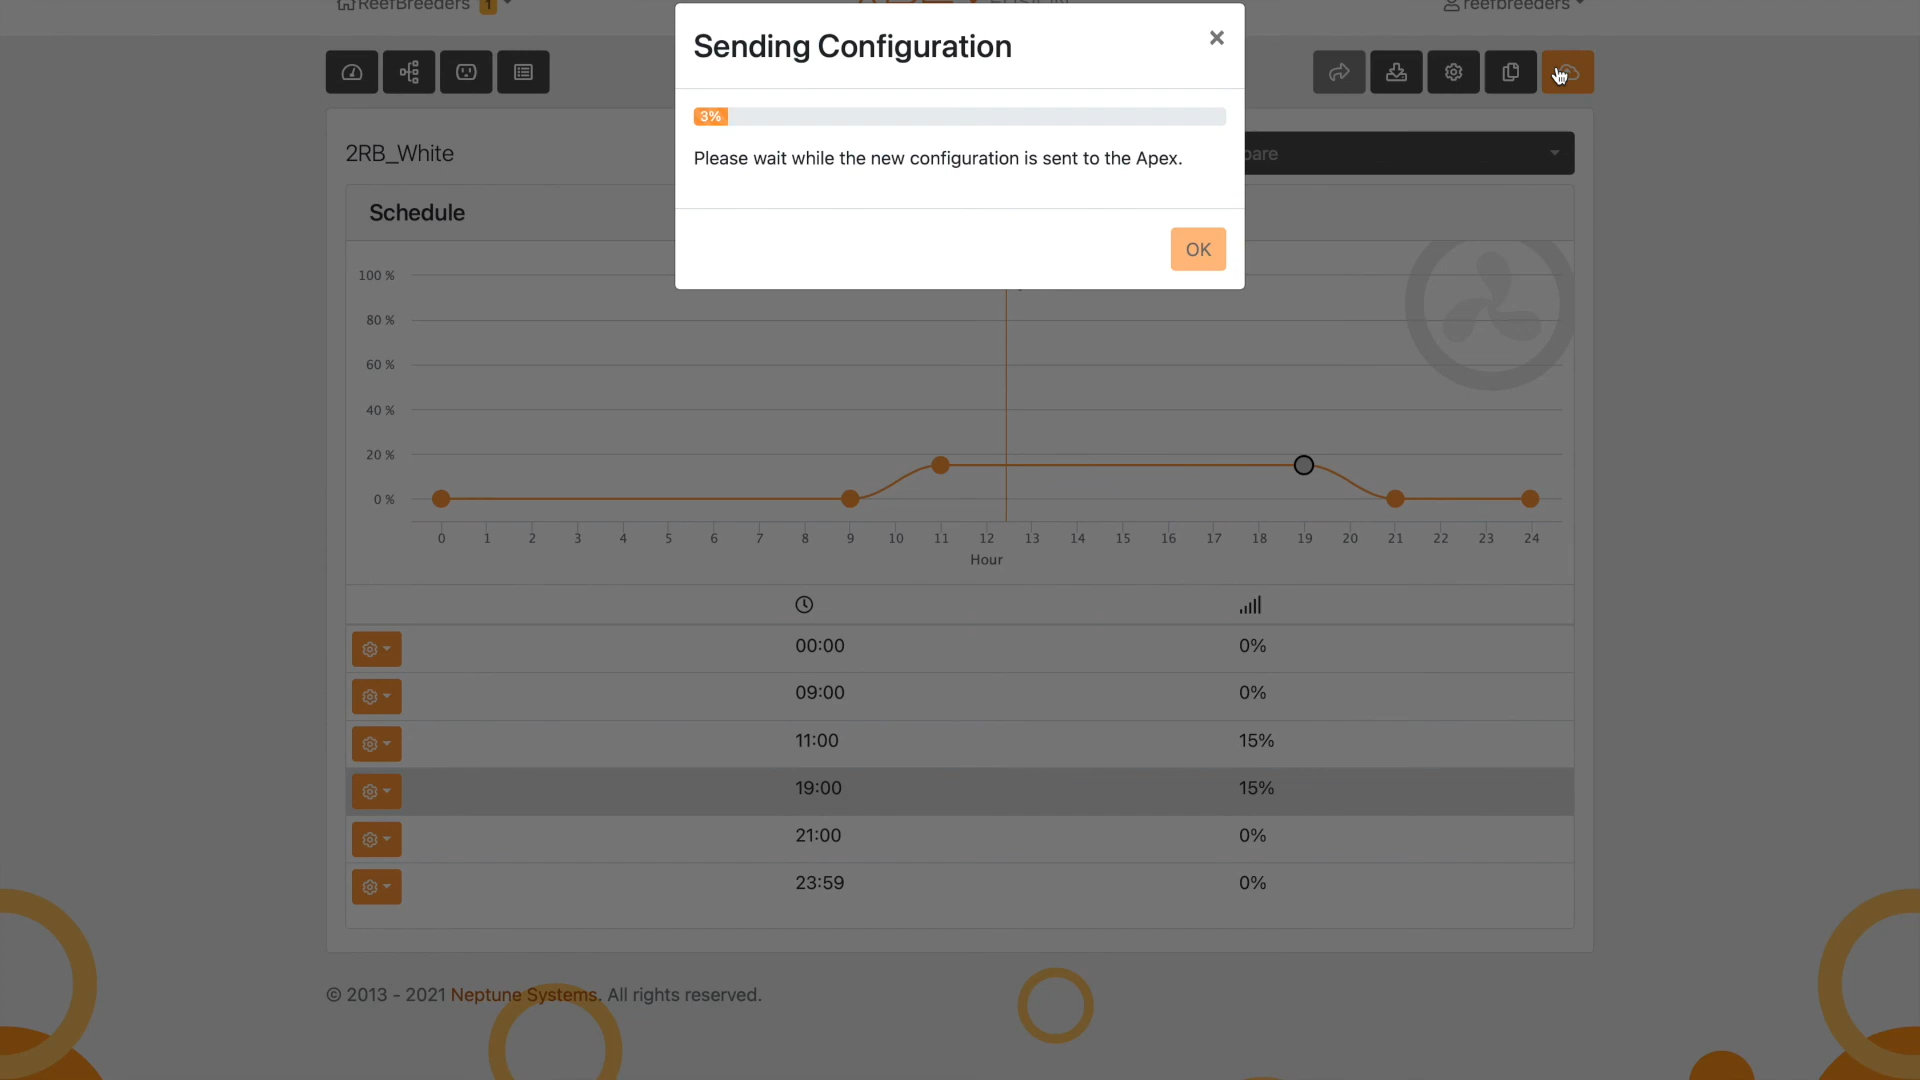 ReefBreeders 1
reefbreeders
Sending Configuration
×
3%
Please wait while the new configuration is sent to the Apex.
OK
2RB_White
Schedule
100 %
80 %
60 %
40 %
20 %
0 %
0 1 2 3 4 5 6 7 8 9 10 11 12 13 14 15 16 17 18 19 20 21 22 23 24
Hour
00:00 0%
09:00 0%
11:00 15%
19:00 15%
21:00 0%
23:59 0%
© 2013 - 2021 Neptune Systems. All rights reserved.